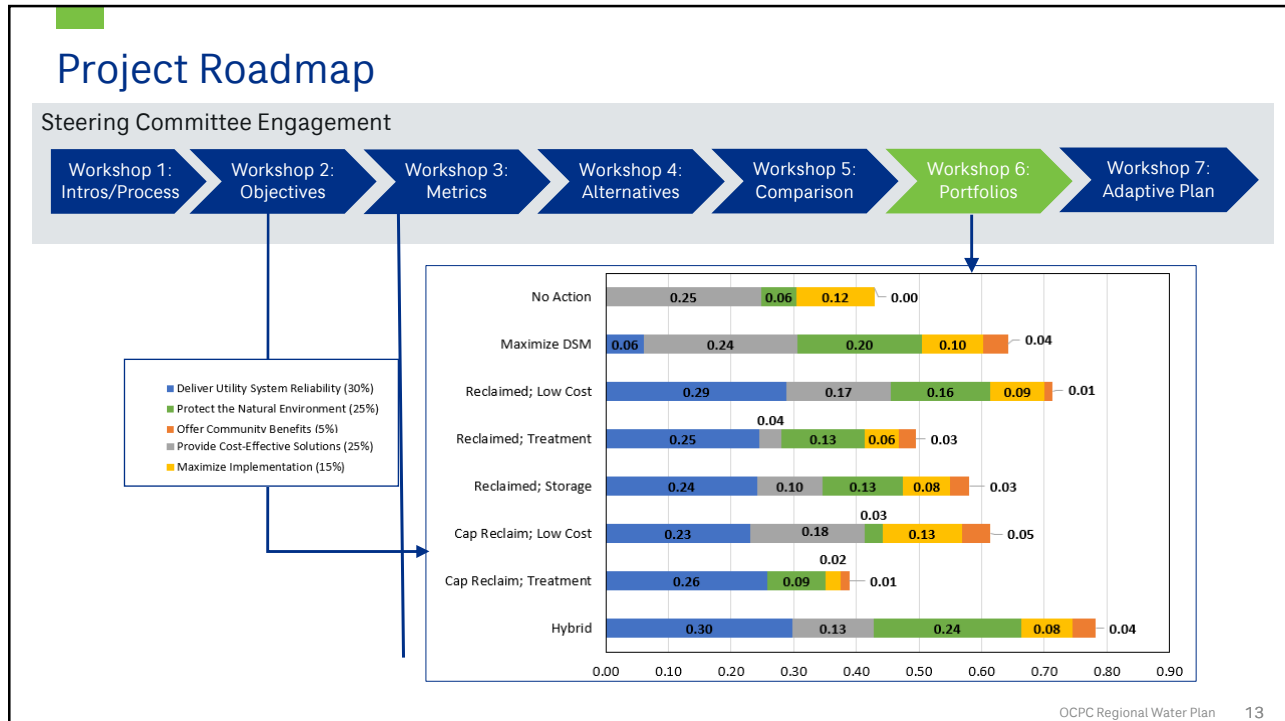 Project Roadmap
Steering Committee Engagement
Workshop 1:
Intros/Process
Workshop 2:
Objectives
Workshop 3:
Metrics
Workshop 4:
Alternatives
Workshop 5:
Comparison
Workshop 6:
Portfolios
Workshop 7:
Adaptive Plan
Deliver Utility System Reliability (30%)
Protect the Natural Environment (25%)
Offer Community Benefits (5%)
Provide Cost-Effective Solutions (25%)
Maximize Implementation (15%)
No Action 0.25 0.06 0.12 0.00
Maximize DSM 0.06 0.24 0.20 0.10 0.04
Reclaimed; Low Cost 0.29 0.17 0.16 0.09 0.01
0.04
Reclaimed; Treatment 0.25 0.13 0.06 0.03
Reclaimed; Storage 0.24 0.10 0.13 0.08 0.03
0.03
Cap Reclaim; Low Cost 0.23 0.18 0.13 0.05
0.02
Cap Reclaim; Treatment 0.26 0.09 0.01
Hybrid 0.30 0.13 0.24 0.08 0.04
0.00 0.10 0.20 0.30 0.40 0.50 0.60 0.70 0.80 0.90
OCPC Regional Water Plan 13